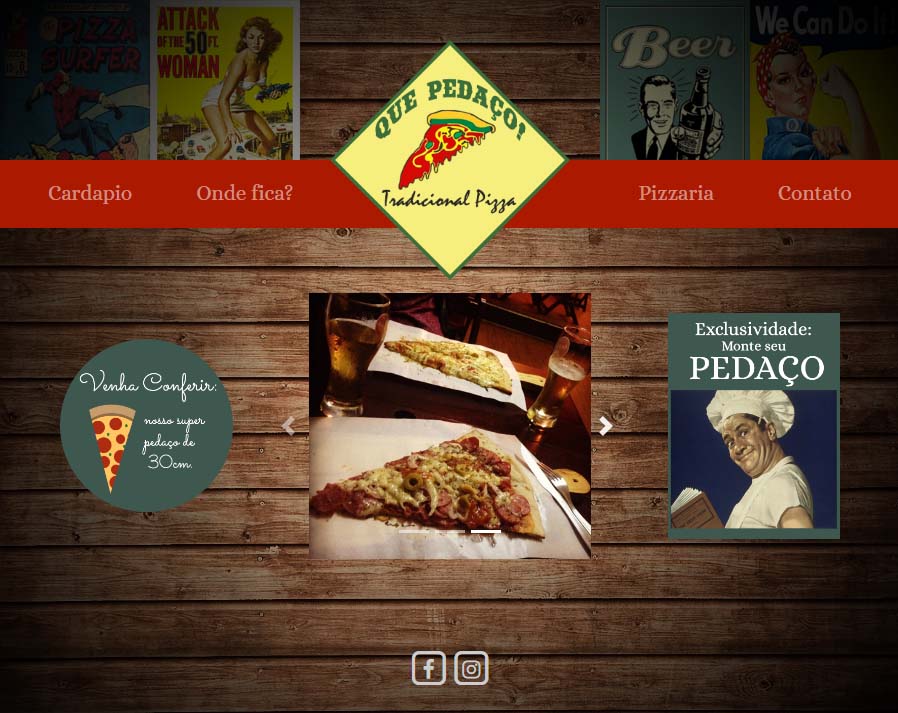 PIZZA
SURFER
ATTACK
OF THE 50 FT.
WOMAN
Beer
We Can Do It!
QUE PEDAÇO!
Tradicional Pizza
Cardapio
Onde fica?
Pizzaria
Contato
Venha Conferir:
nosso super
pedaço de
30cm.
Exclusividade:
Monte seu
PEDAÇO